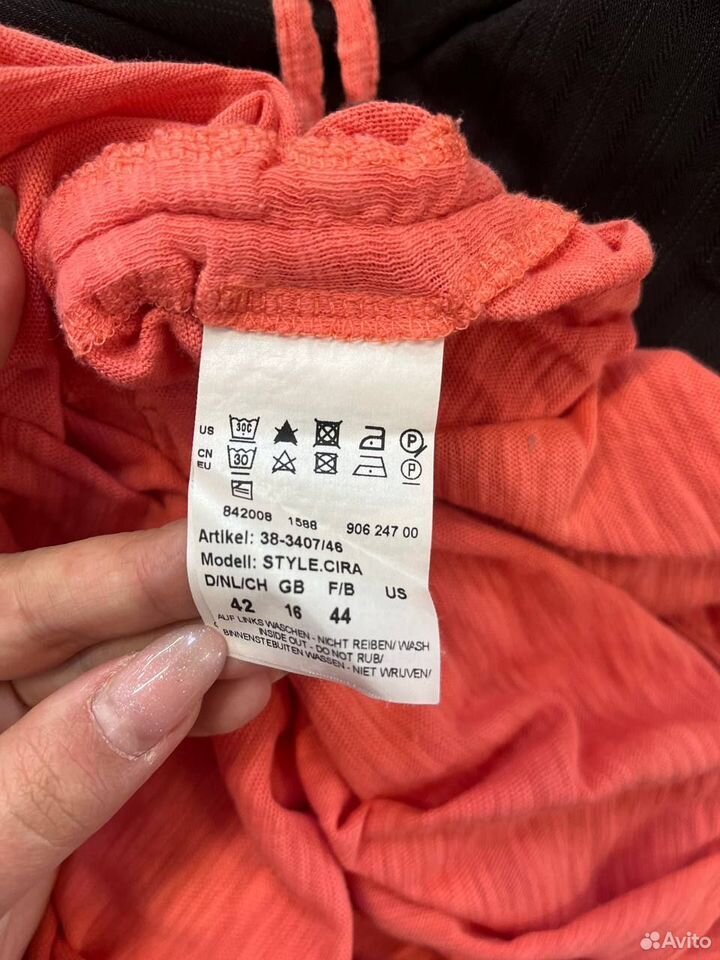 US 30C P
CN
EU 30 P
842008 1588 906 247 00
Artikel: 38-3407/46
Modell: STYLE.CIRA
D/NL/CH GB F/B US
42 16 44
AUF LINKS WASCHEN - NICHT REIBEN/ WASH
INSIDE OUT - DO NOT RUB/
BINNENSTEBUITEN WASSEN - NIET WRIJVEN/
Avito